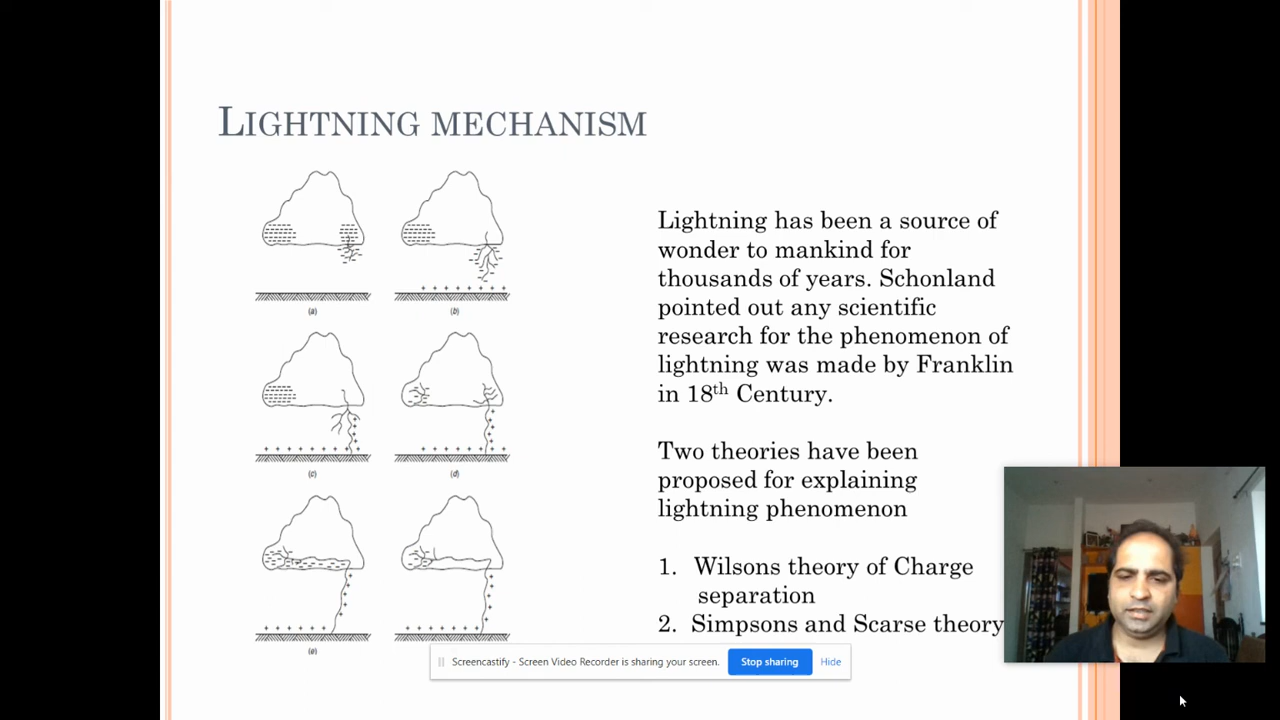 LIGHTNING MECHANISM
(a)
(b)
(c)
(d)
(e)
Lightning has been a source of
wonder to mankind for
thousands of years. Schonland
pointed out any scientific
research for the phenomenon of
lightning was made by Franklin
in 18th Century.
Two theories have been
proposed for explaining
lightning phenomenon
1. Wilsons theory of Charge
separation
2. Simpsons and Scarse theory
Screencastify - Screen Video Recorder is sharing your screen.
Stop sharing
Hide